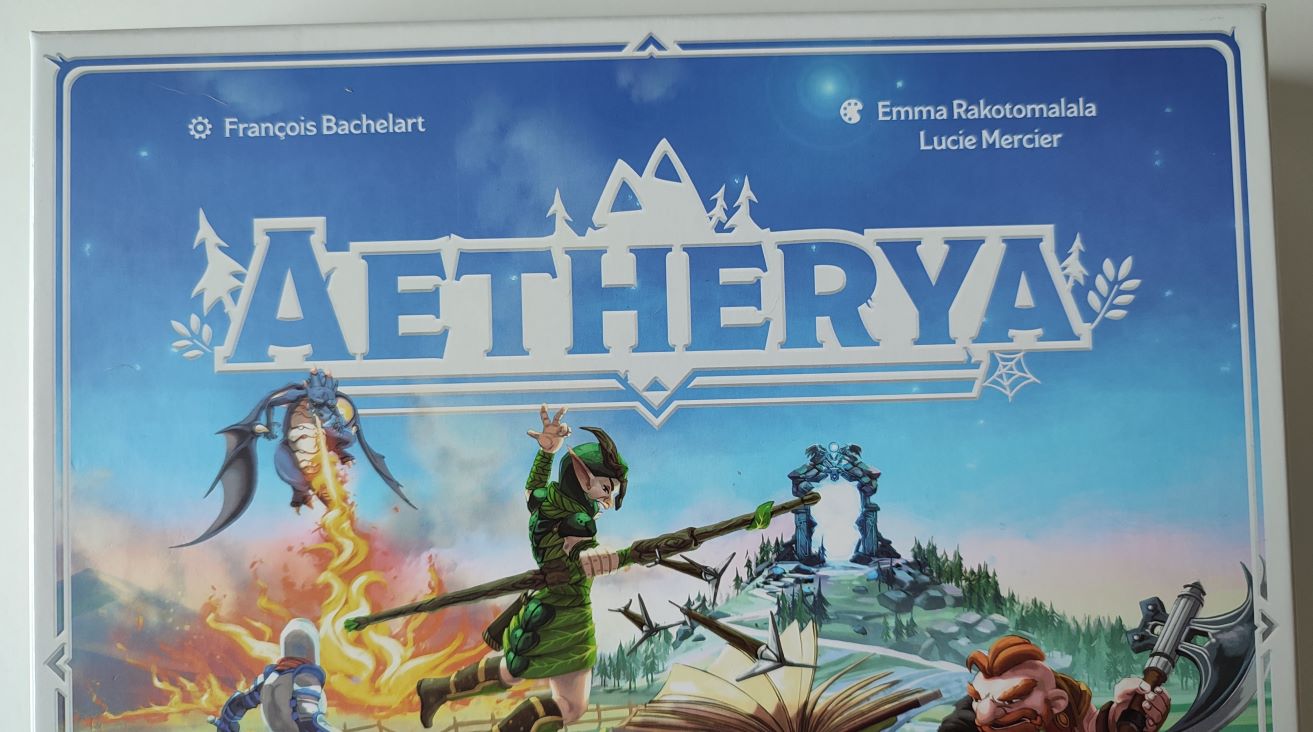 François Bachelart
Emma Rakotomalala
Lucie Mercier
AETHERYA